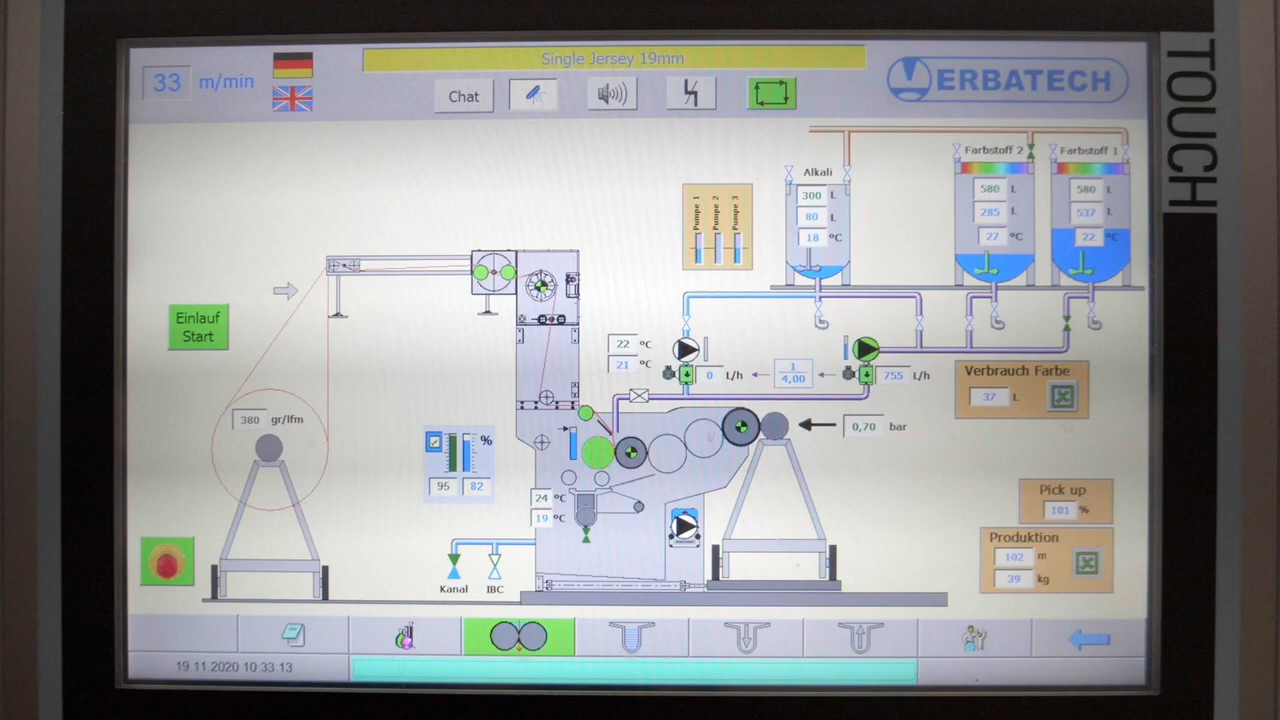 Single Jersey 19mm
33 m/min
Chat
ERBATECH
TOUCH
Farbstoff 2
Farbstoff 1
Alkali
300 L
80 L
18 °C
580 L
285 L
27 °C
580 L
537 L
22 °C
Pumpe 1
Pumpe 2
Pumpe 3
Einlauf
Start
22 °C
21 °C
0 L/h
1
4,00
755 L/h
Verbrauch Farbe
37 L
380 gr/lfm
0,70 bar
%
95 82
24 °C
19 °C
Pick up
101 %
Produktion
102 m
39 kg
Kanal IBC
19.11.2020 10:33:13